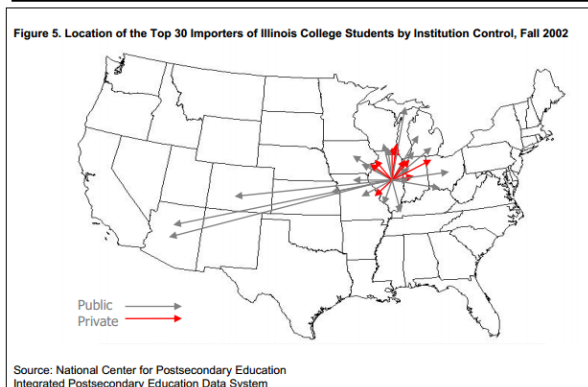 Figure 5. Location of the Top 30 Importers of Illinois College Students by Institution Control, Fall 2002
Public
Private
Source: National Center for Postsecondary Education
Integrated Postsecondary Education Data System